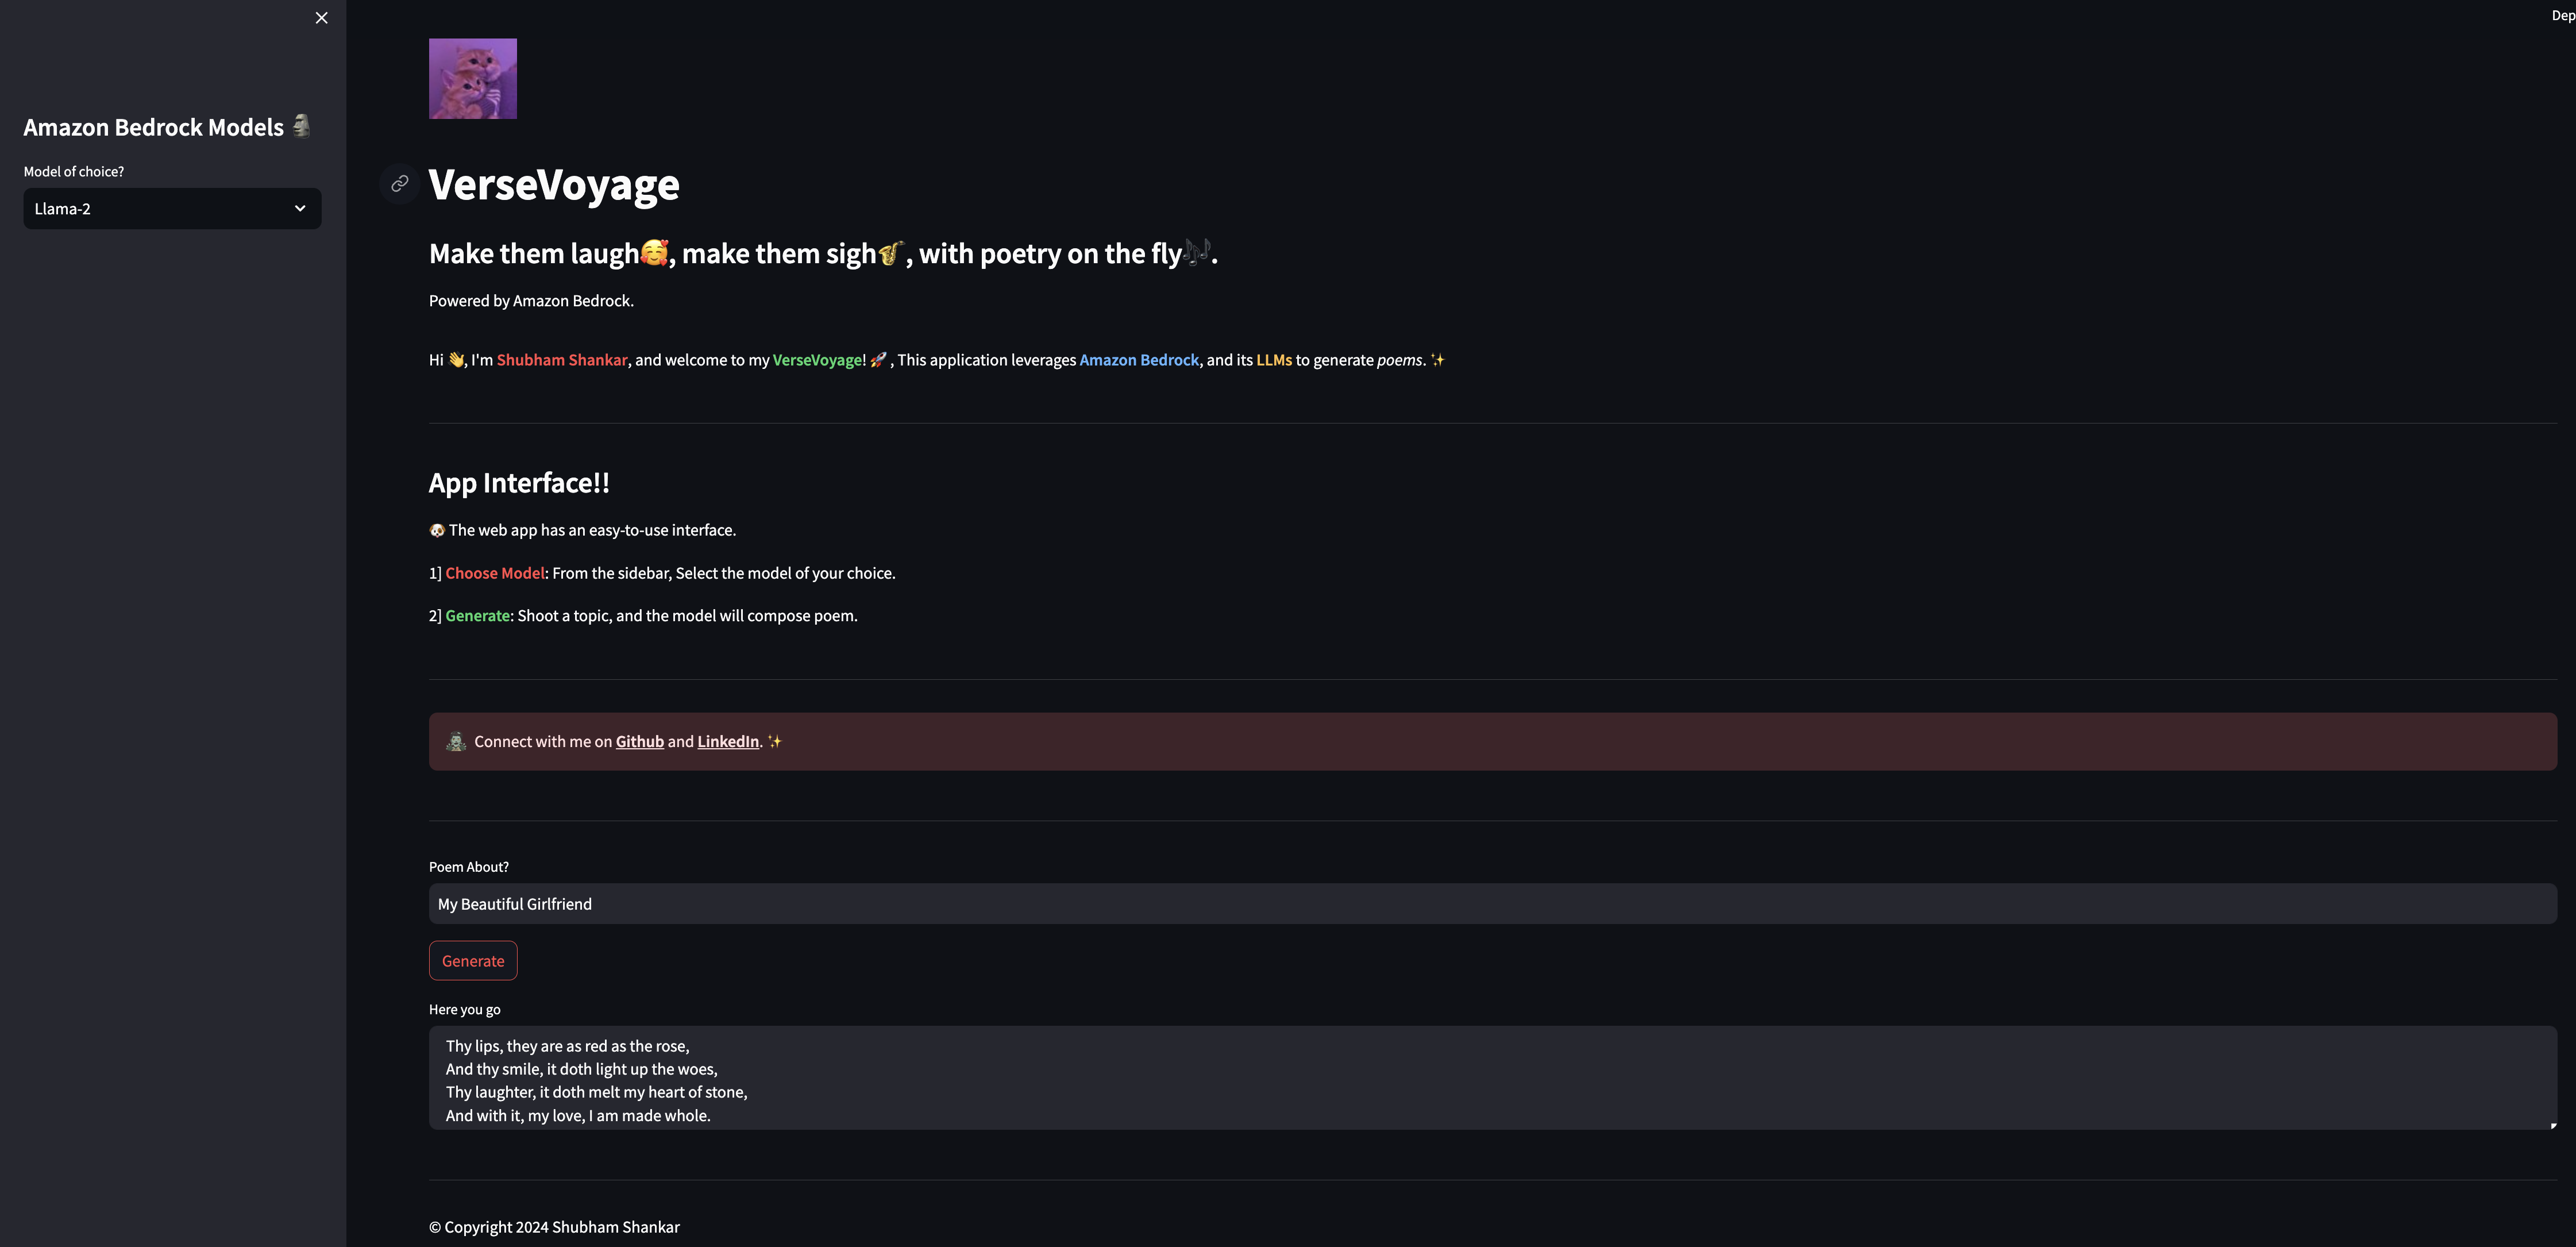 Dep
Amazon Bedrock Models 🗿
Model of choice?
Llama-2
VerseVoyage
Make them laugh🥰, make them sigh🎷, with poetry on the fly🎶.
Powered by Amazon Bedrock.
Hi 👋, I'm Shubham Shankar, and welcome to my VerseVoyage! 🚀 , This application leverages Amazon Bedrock, and its LLMs to generate poems. ✨
App Interface!!
🐶 The web app has an easy-to-use interface.
1] Choose Model: From the sidebar, Select the model of your choice.
2] Generate: Shoot a topic, and the model will compose poem.
Connect with me on Github and LinkedIn. ✨
Poem About?
My Beautiful Girlfriend
Generate
Here you go
Thy lips, they are as red as the rose,
And thy smile, it doth light up the woes,
Thy laughter, it doth melt my heart of stone,
And with it, my love, I am made whole.
© Copyright 2024 Shubham Shankar